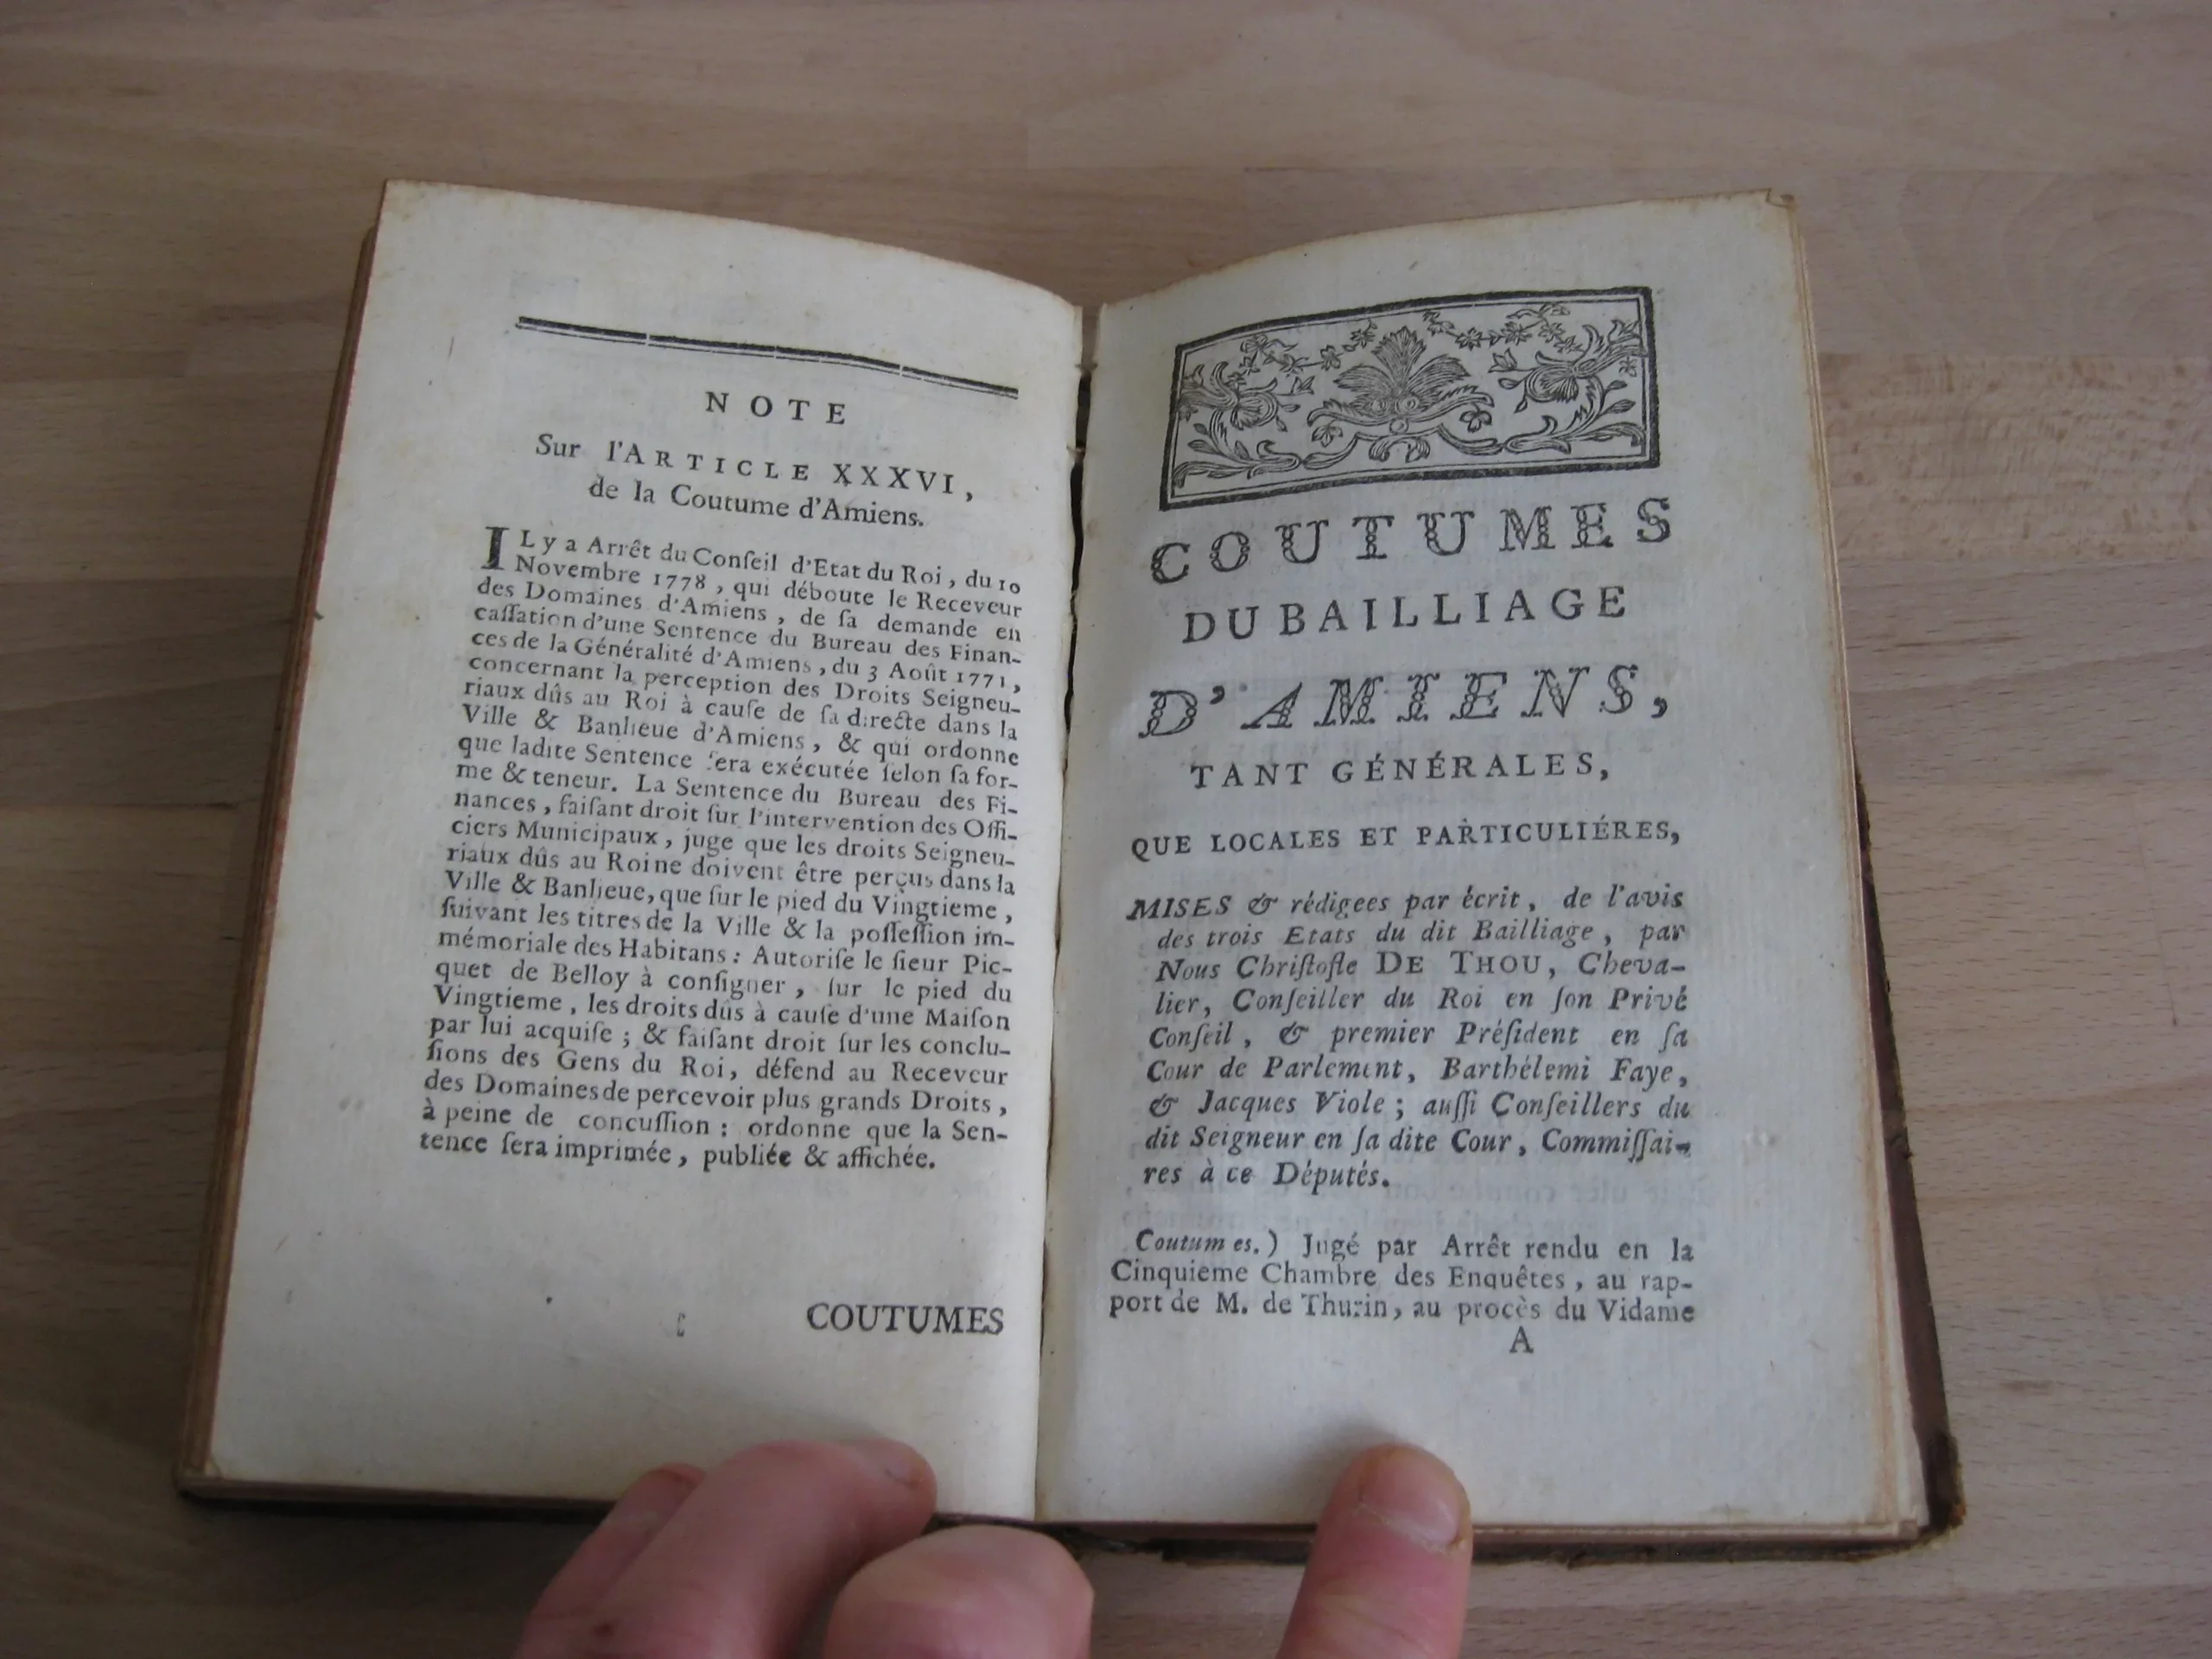 NOTE
Sur l'ARTICLE XXXVI,
de la Coutume d'Amiens.
IL y a Arrêt du Conſeil d'Etat du Roi, du 10
Novembre 1778, qui déboute le Receveur
des Domaines d'Amiens, de ſa demande en
caſſation d'une Sentence du Bureau des Finan-
ces de la Généralité d'Amiens, du 3 Août 1771,
concernant la perception des Droits Seigneu-
riaux dûs au Roi à cauſe de ſa directe dans la
Ville & Banlieue d'Amiens, & qui ordonne
que ladite Sentence ſera exécutée ſelon ſa for-
me & teneur. La Sentence du Bureau des Fi-
nances, faiſant droit ſur l'intervention des Offi-
ciers Municipaux, juge que les droits Seigneu-
riaux dûs au Roi ne doivent être perçus dans la
Ville & Banlieue, que ſur le pied du Vingtieme,
ſuivant les titres de la Ville & la poſſeſſion im-
mémoriale des Habitans : Autoriſe le ſieur Pic-
quet de Belloy à conſigner, ſur le pied du
Vingtieme, les droits dûs à cauſe d'une Maiſon
par lui acquiſe ; & faiſant droit ſur les conclu-
ſions des Gens du Roi, défend au Receveur
des Domaines de percevoir plus grands Droits,
à peine de concuſſion : ordonne que la Sen-
tence ſera imprimée, publiée & affichée.
COUTUMES
COUTUMES
DU BAILLIAGE
D'AMIENS,
TANT GÉNÉRALES,
QUE LOCALES ET PARTICULIÉRES,
MISES & rédigees par écrit, de l'avis
des trois Etats du dit Bailliage, par
Nous Chriſtofle DE THOU, Cheva-
lier, Conſeiller du Roi en ſon Privé
Conſeil, & premier Préſident en ſa
Cour de Parlement, Barthélemi Faye,
& Jacques Viole ; auſſi Conſeillers du
dit Seigneur en ſa dite Cour, Commiſſai-
res à ce Députés.
Coutumes.) Jugé par Arrêt rendu en la
Cinquieme Chambre des Enquêtes, au rap-
port de M. de Thurin, au procès du Vidame
A